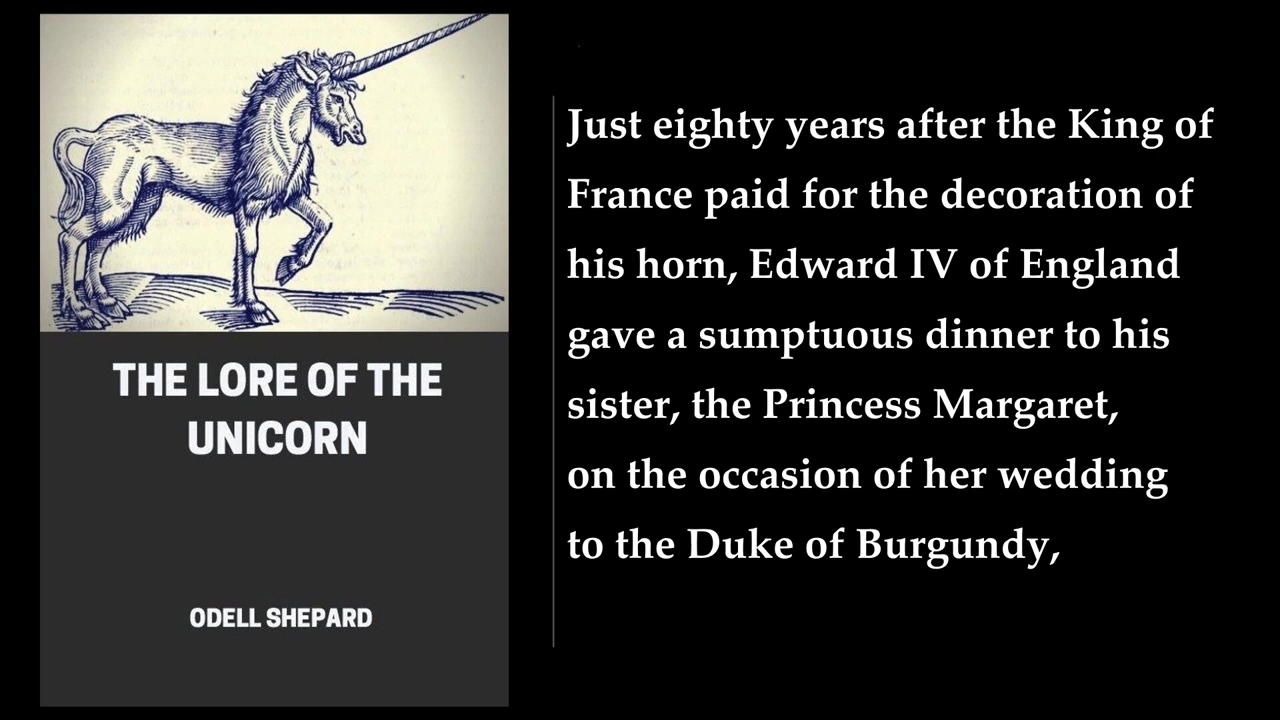 THE LORE OF THE
UNICORN
ODELL SHEPARD
Just eighty years after the King of
France paid for the decoration of
his horn, Edward IV of England
gave a sumptuous dinner to his
sister, the Princess Margaret,
on the occasion of her wedding
to the Duke of Burgundy,